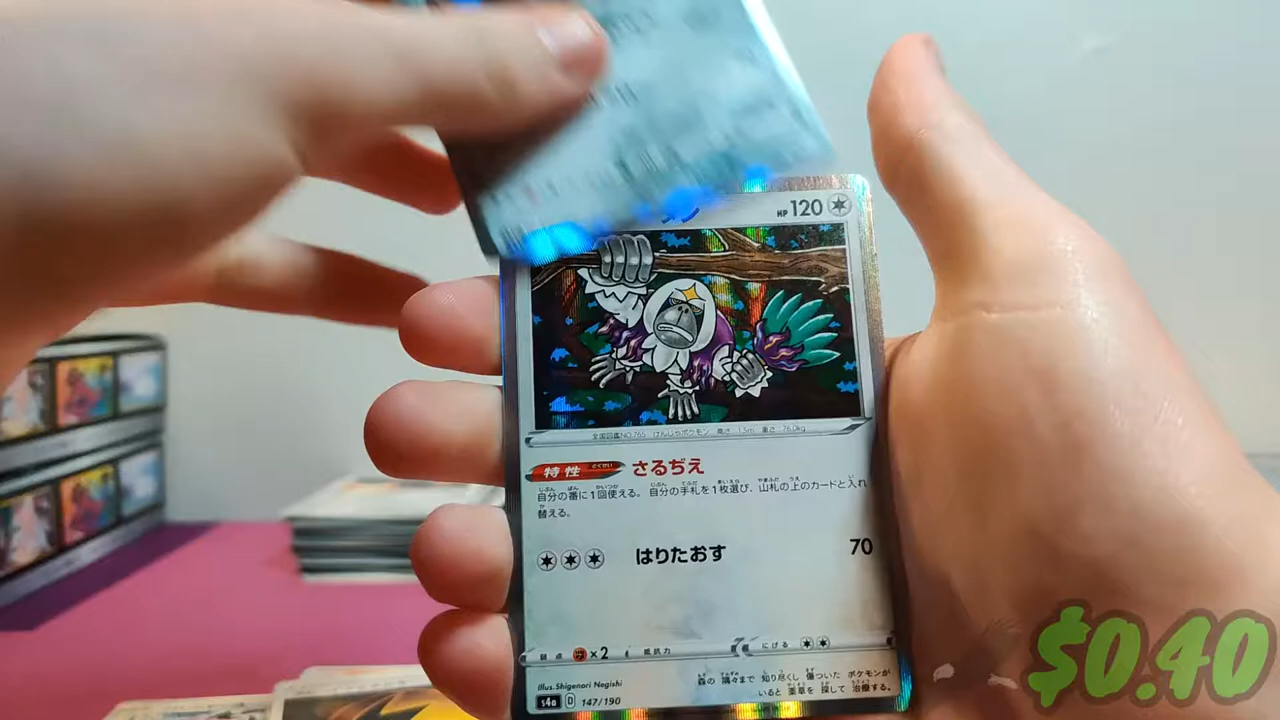 HP 120
全国図鑑NO.765 けんじゃポケモン 高さ:1.5m 重さ:76.0kg
特性 とくせい さるぢえ
自分の番に1回使える。自分の手札を1枚選び、山札の上のカードと入れ
替える。
はりたおす 70
弱点 ×2 抵抗力 にげる
Illus. Shigenori Negishi
森の 隅々まで 知り尽くし 傷ついた ポケモンが
いると 薬草を 探して 治療する。
s4a D 147/190
$0.40